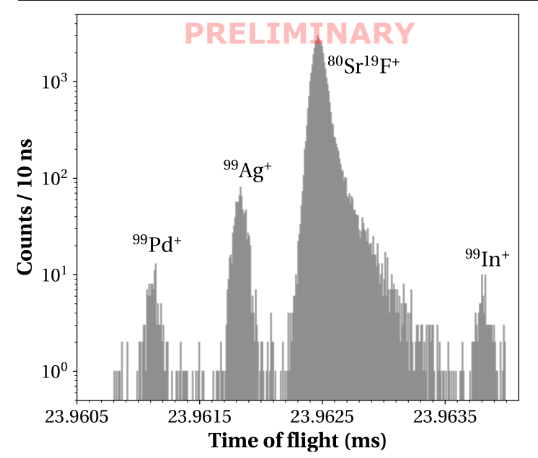 PRELIMINARY
⁸⁰Sr¹⁹F⁺
⁹⁹Ag⁺
⁹⁹Pd⁺
⁹⁹In⁺
Counts / 10 ns
10³
10²
10¹
10⁰
23.9605 23.9615 23.9625 23.9635
Time of flight (ms)